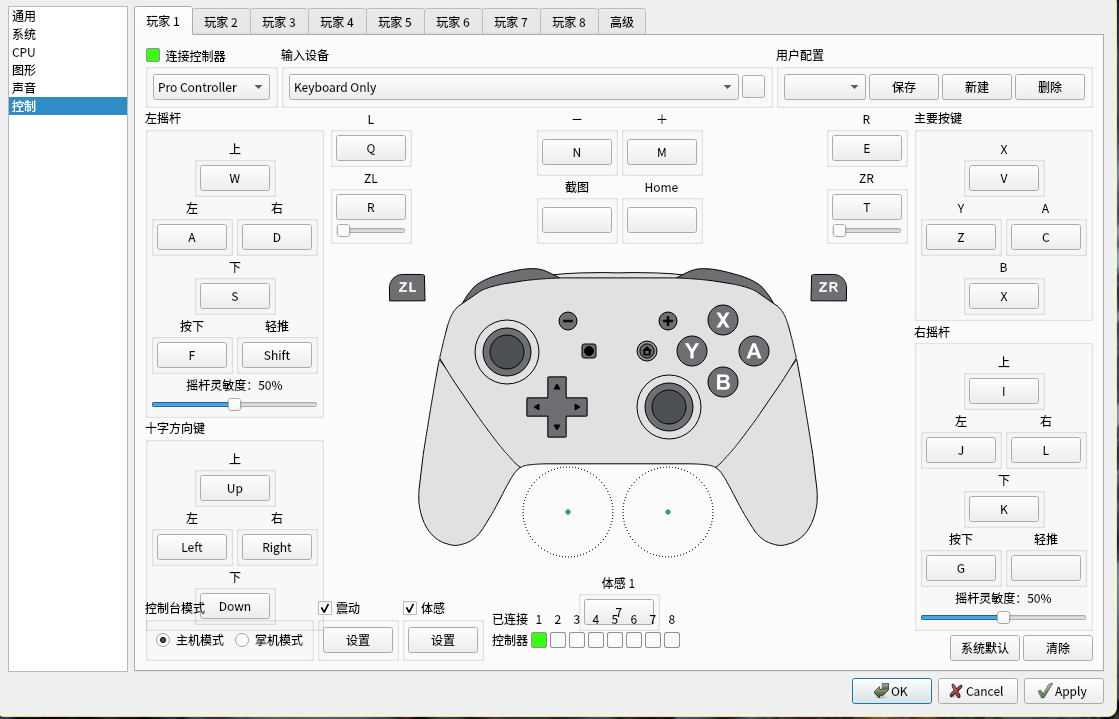 通用
系统
CPU
图形
声音
控制
玩家 1 玩家 2 玩家 3 玩家 4 玩家 5 玩家 6 玩家 7 玩家 8 高级
连接控制器 输入设备 用户配置
Pro Controller Keyboard Only 保存 新建 删除
左摇杆
上
W
左 右
A D
下
S
按下 轻推
F Shift
摇杆灵敏度：50%
十字方向键
上
Up
左 右
Left Right
下
Down
L
Q
ZL
R
− +
N M
截图 Home
R
E
ZR
T
主要按键
X
V
Y A
Z C
B
X
右摇杆
上
I
左 右
J L
下
K
按下 轻推
G
摇杆灵敏度：50%
ZL ZR
X
Y A
B
体感 1
7
控制台模式 震动 体感
主机模式 掌机模式 设置 设置
已连接 1 2 3 4 5 6 7 8
控制器
系统默认 清除
OK Cancel Apply